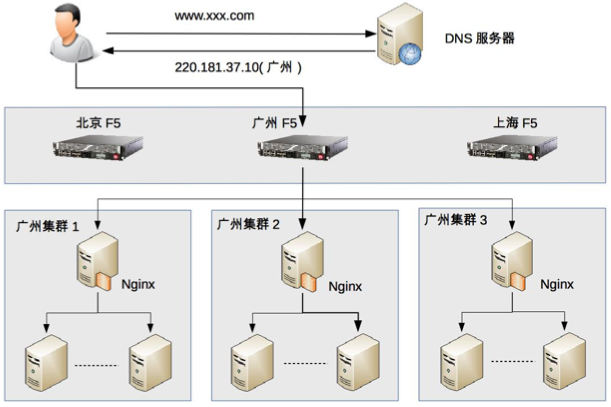 www.xxx.com
DNS 服务器
220.181.37.10( 广州 )
北京 F5
广州 F5
上海 F5
广州集群 1
广州集群 2
广州集群 3
Nginx
Nginx
Nginx